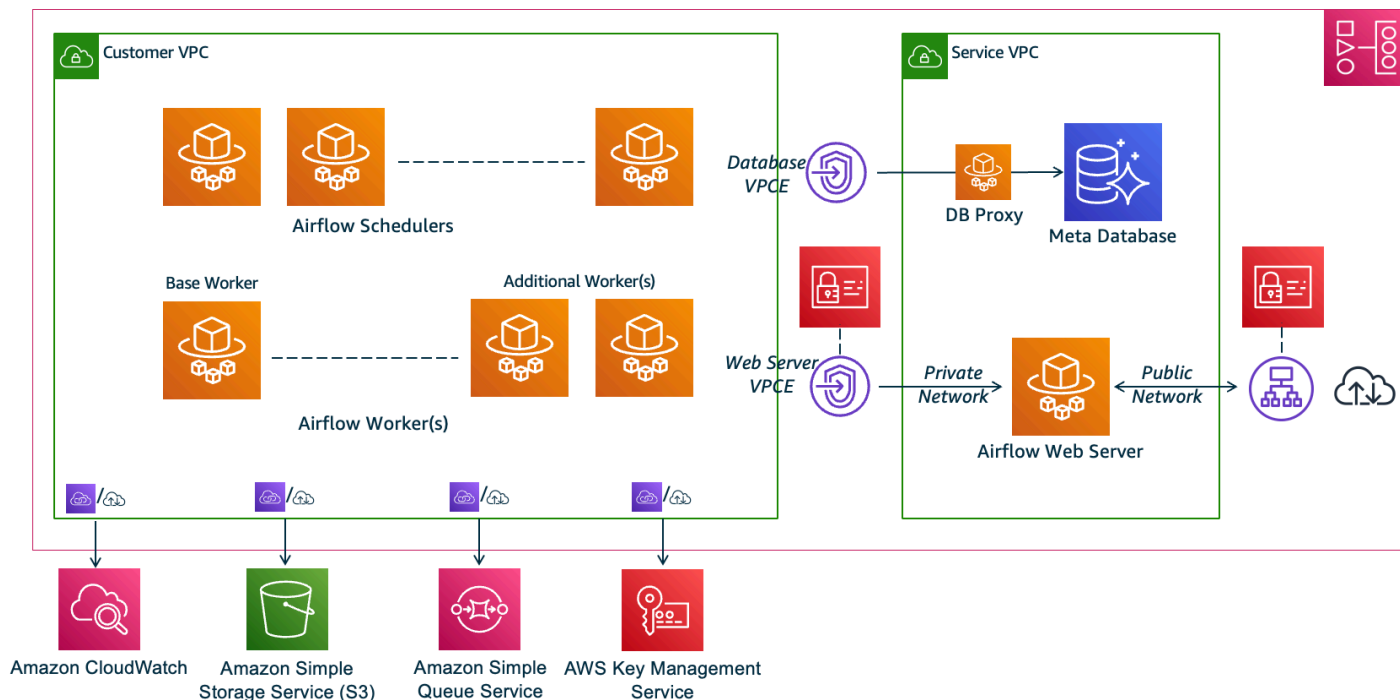 Customer VPC
Service VPC
Database
VPCE
DB Proxy
Meta Database
Airflow Schedulers
Base Worker
Additional Worker(s)
Airflow Worker(s)
Web Server
VPCE
Private
Network
Public
Network
Airflow Web Server
/
/
/
/
Amazon CloudWatch
Amazon Simple
Storage Service (S3)
Amazon Simple
Queue Service
AWS Key Management
Service